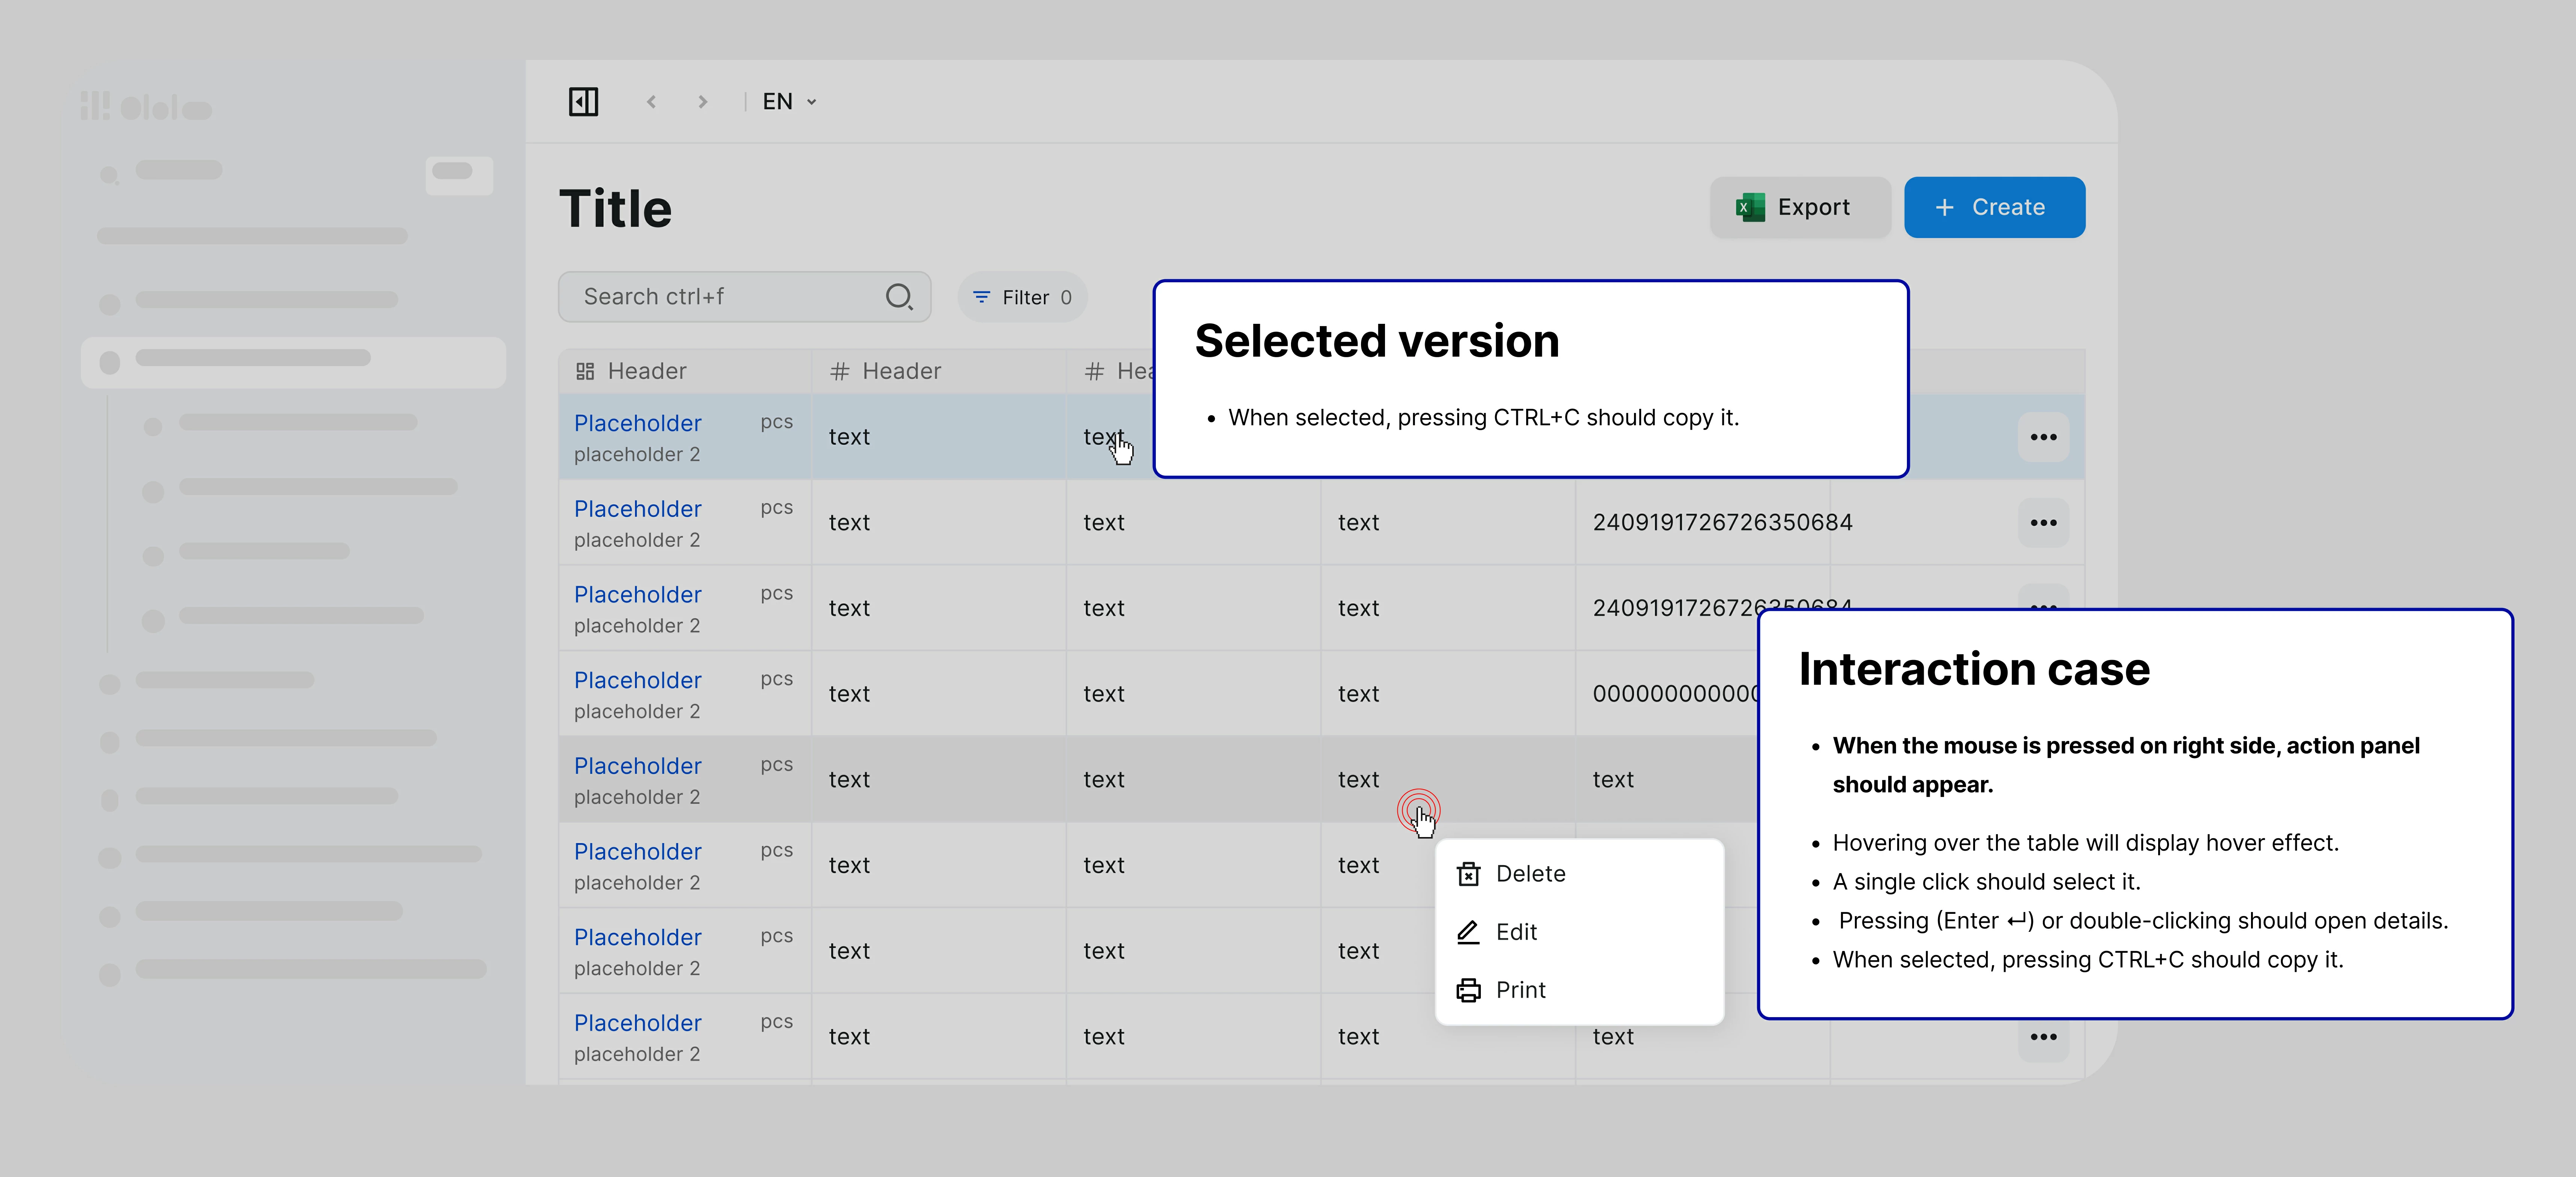 EN
Title
Export
+ Create
Search ctrl+f
Filter 0
Selected version
• When selected, pressing CTRL+C should copy it.
Header # Header #
Placeholder pcs text text •••
placeholder 2
Placeholder pcs text text text 2409191726726350684 •••
placeholder 2
Placeholder pcs text text text 2409191726726350684
placeholder 2
Placeholder pcs text text text
placeholder 2
Placeholder pcs text text text text
placeholder 2
Placeholder pcs text text text
placeholder 2
Placeholder pcs text text text
placeholder 2
Placeholder pcs text text text text •••
placeholder 2
Delete
Edit
Print
Interaction case
• When the mouse is pressed on right side, action panel
should appear.
• Hovering over the table will display hover effect.
• A single click should select it.
• Pressing (Enter ↵) or double-clicking should open details.
• When selected, pressing CTRL+C should copy it.